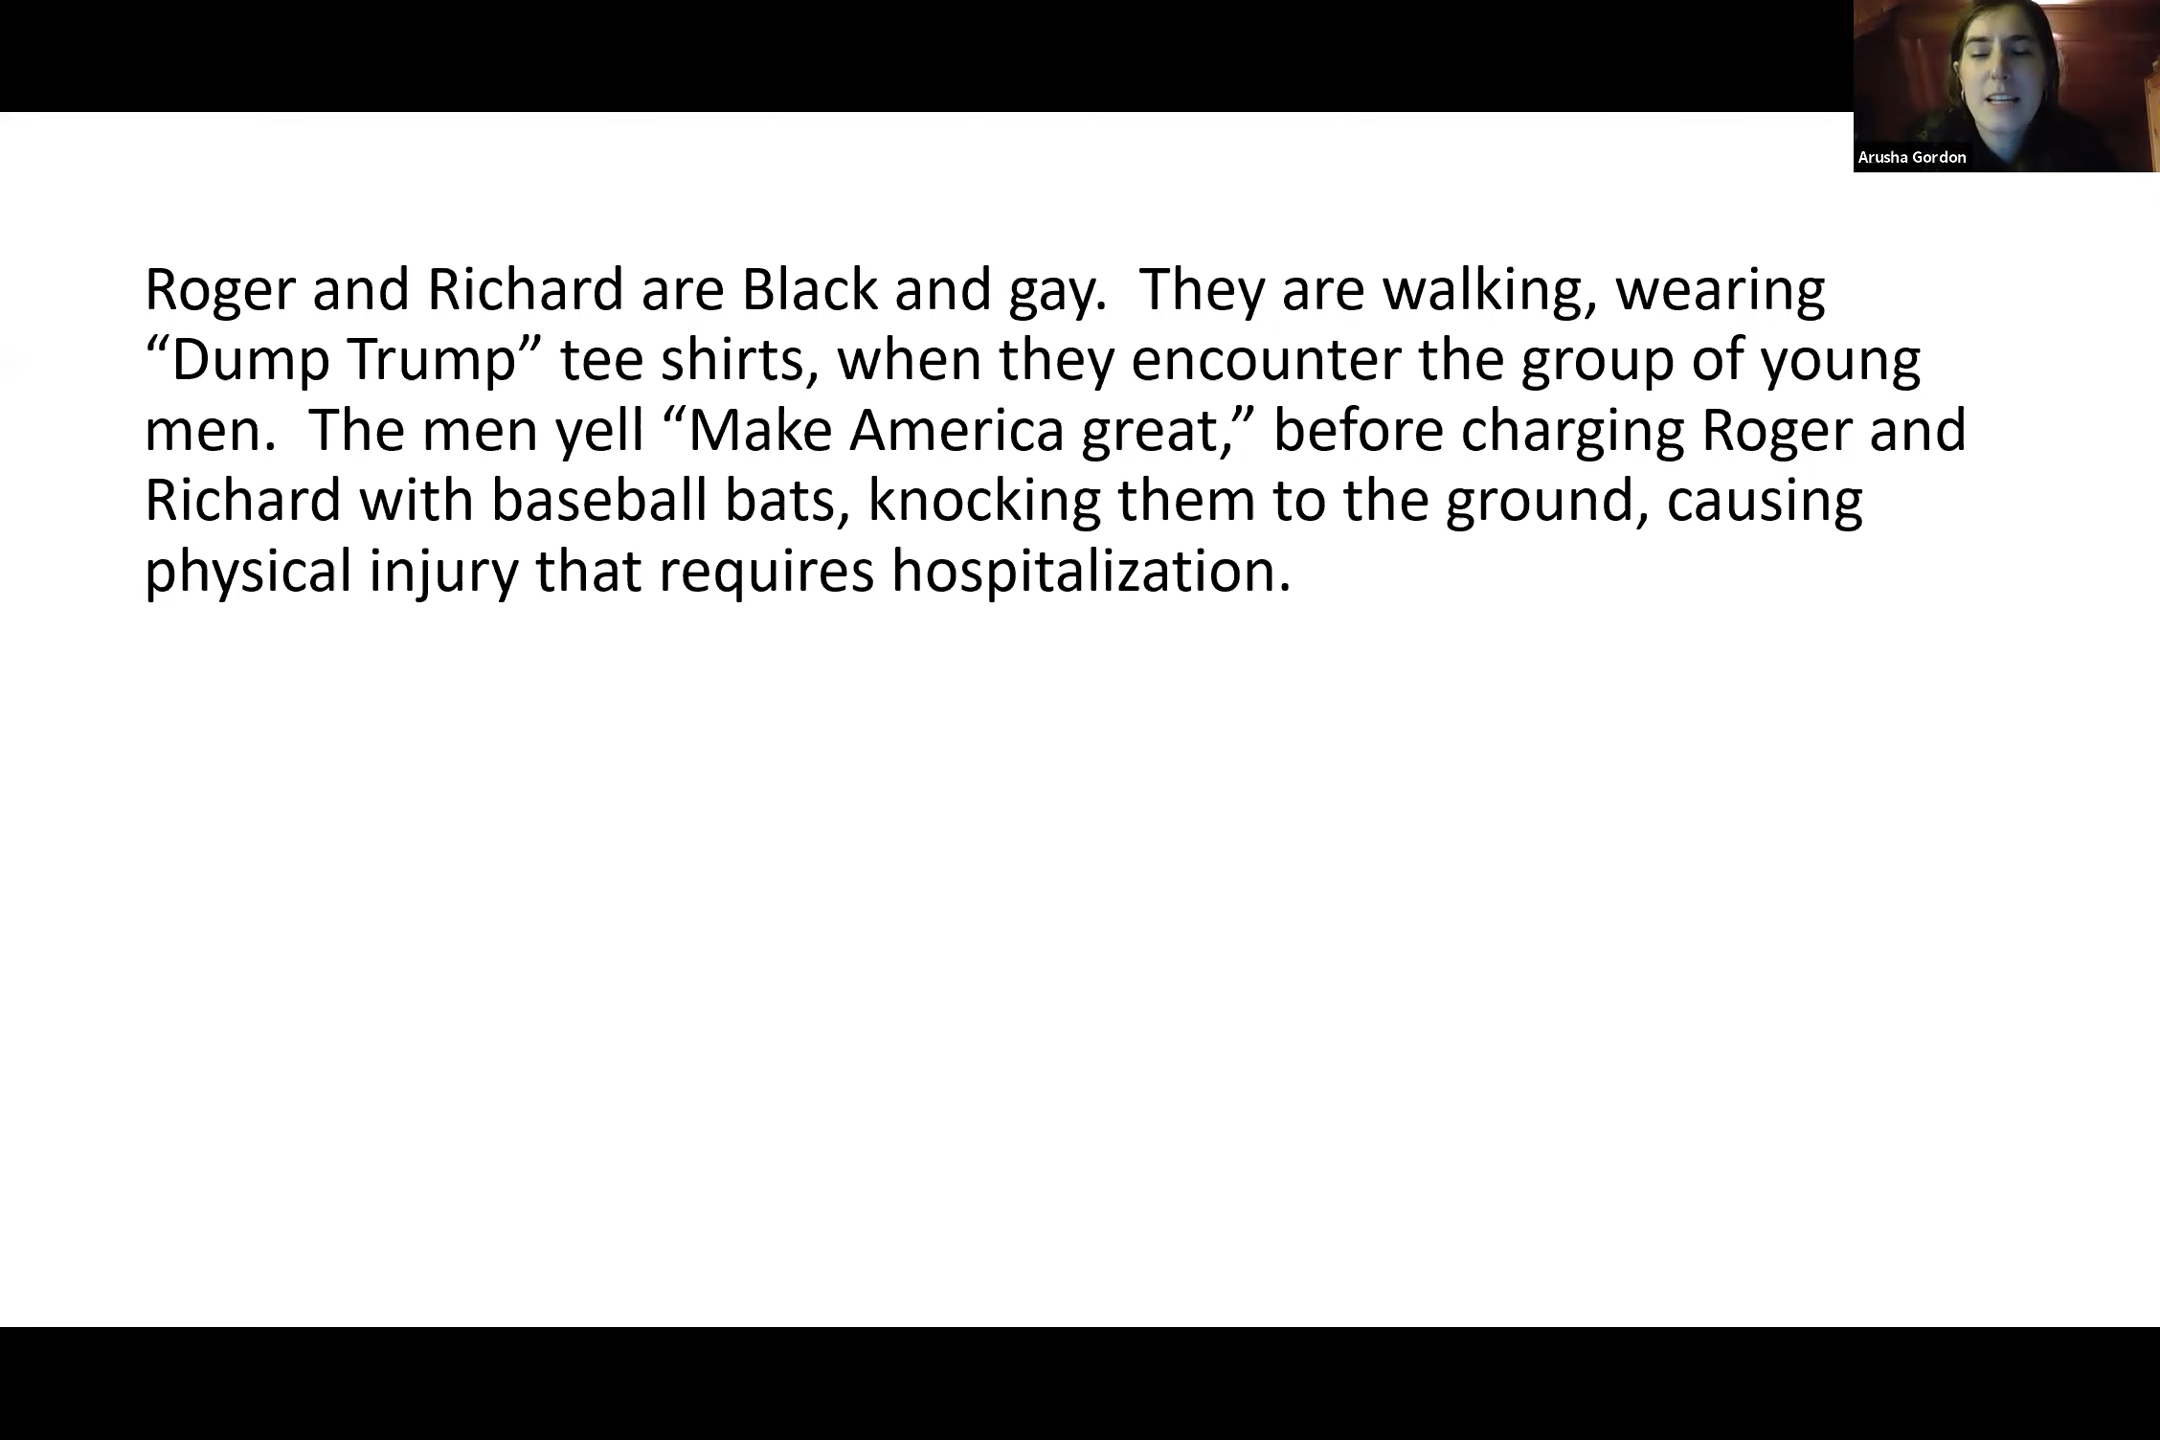 Arusha Gordon
Roger and Richard are Black and gay.  They are walking, wearing
“Dump Trump” tee shirts, when they encounter the group of young
men.  The men yell “Make America great,” before charging Roger and
Richard with baseball bats, knocking them to the ground, causing
physical injury that requires hospitalization.